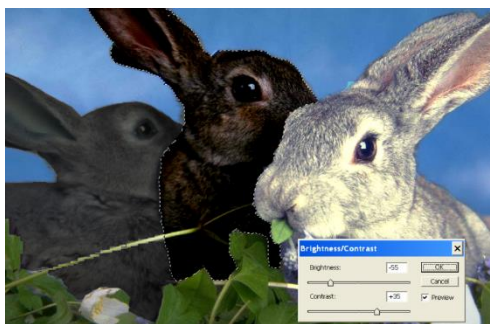 Brightness/Contrast
Brightness: -55
OK
Cancel
Contrast: +35
Preview